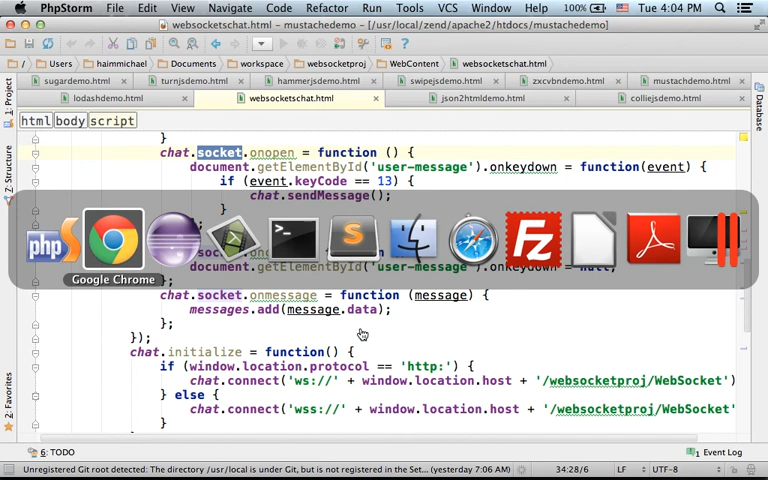 PhpStorm File Edit View Navigate Code Refactor Run Tools VCS Window Help 100% Tue 4:04 PM
websocketschat.html - mustachedemo - [/usr/local/zend/apache2/htdocs/mustachedemo]
/ Users haimmichael Documents workspace websocketproj WebContent websocketschat.html
sugardemo.html turnjsdemo.html hammerjsdemo.html swipejsdemo.html zxcvbndemo.html mustachedemo.html
lodashdemo.html websocketschat.html json2htmldemo.html colliejsdemo.html
html body script
1: Project
7: Structure
2: Favorites
Database
}
chat.socket.onopen = function () {
document.getElementById('user-message').onkeydown = function(event) {
if (event.keyCode == 13) {
chat.sendMessage();
}
php S
Fz
Google Chrome
document.getElementById('user-message').onkeydown = null;
};
chat.socket.onmessage = function (message) {
messages.add(message.data);
};
});
chat.initialize = function() {
if (window.location.protocol == 'http:') {
chat.connect('ws://' + window.location.host + '/websocketproj/WebSocket')
} else {
chat.connect('wss://' + window.location.host + '/websocketproj/WebSocket'
}
6: TODO
1 Event Log
Unregistered Git root detected: The directory /usr/local is under Git, but is not registered in the Set... (yesterday 7:06 AM) 34:28/6 LF UTF-8